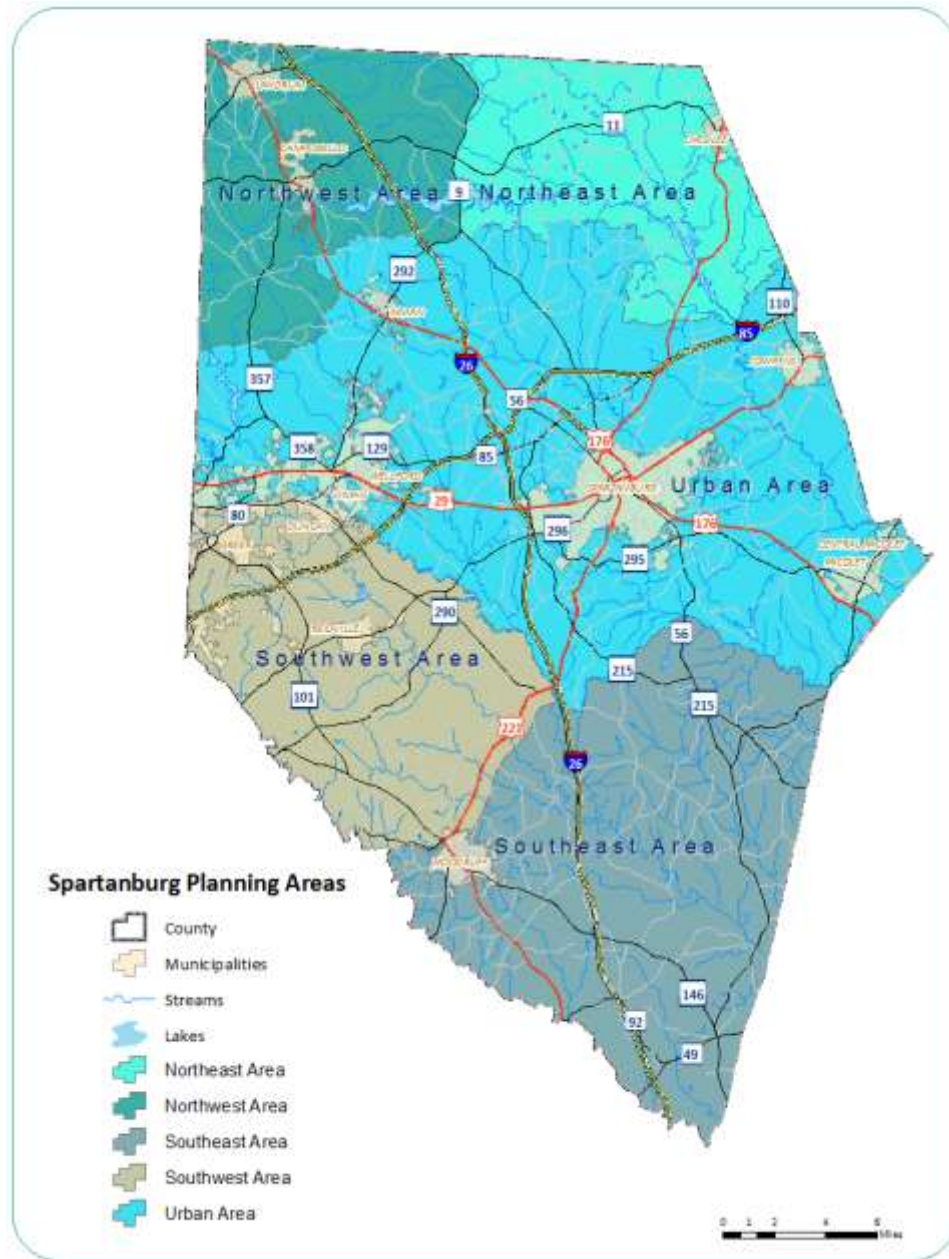 11
Northwest Area
9
Northeast Area
292
110
85
26
357
56
358
129
85
176
29
Urban Area
80
296
295
176
290
56
Southwest Area
215
101
215
221
26
Southeast Area
Spartanburg Planning Areas
County
Municipalities
Streams
Lakes
Northeast Area
Northwest Area
Southeast Area
Southwest Area
Urban Area
146
92
49
0 1 2 4 6
Miles